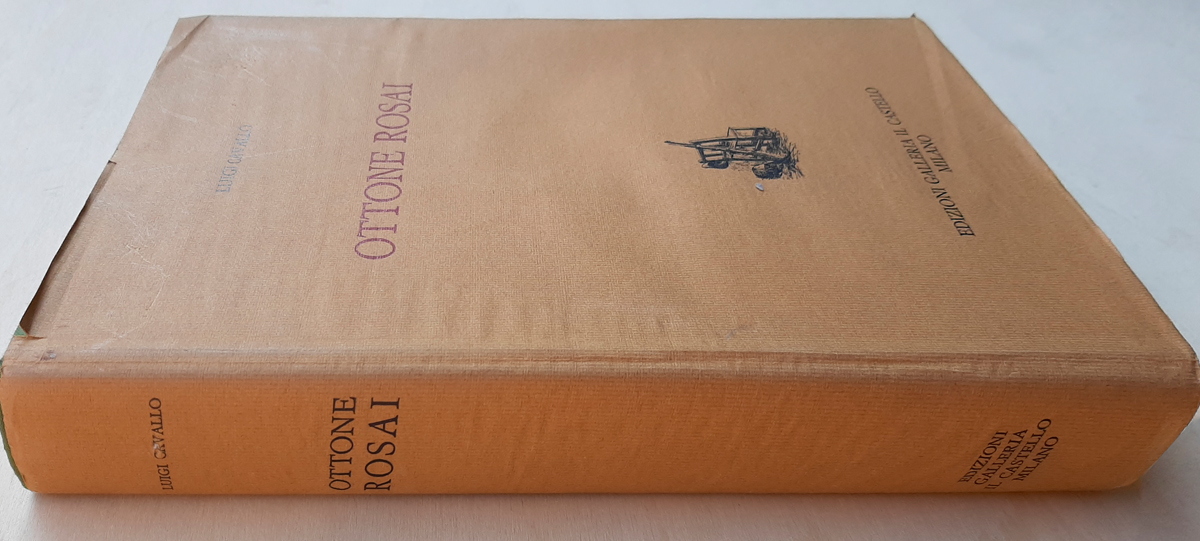 LUIGI CAVALLO
OTTONE ROSAI
EDIZIONI GALLERIA IL CASTELLO
MILANO
LUIGI CAVALLO
OTTONE
ROSAI
EDIZIONI
GALLERIA
IL CASTELLO
MILANO